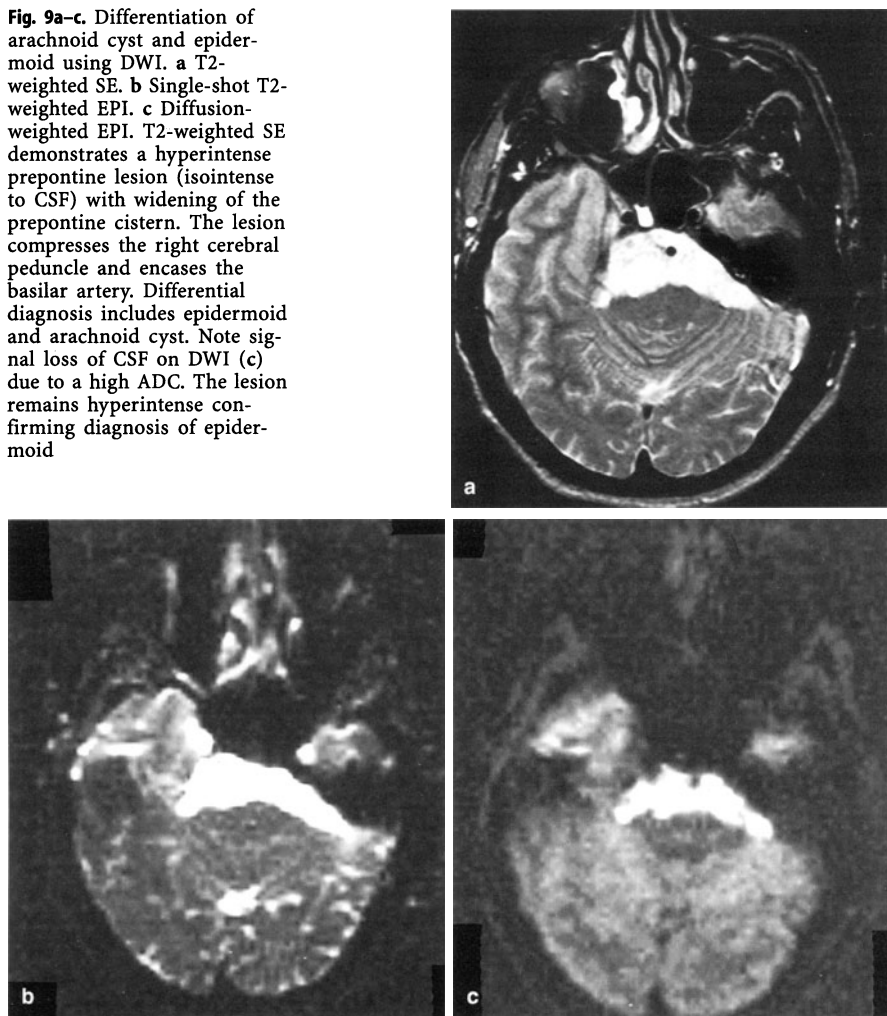 Fig. 9a–c. Differentiation of
arachnoid cyst and epider-
moid using DWI. a T2-
weighted SE. b Single-shot T2-
weighted EPI. c Diffusion-
weighted EPI. T2-weighted SE
demonstrates a hyperintense
prepontine lesion (isointense
to CSF) with widening of the
prepontine cistern. The lesion
compresses the right cerebral
peduncle and encases the
basilar artery. Differential
diagnosis includes epidermoid
and arachnoid cyst. Note sig-
nal loss of CSF on DWI (c)
due to a high ADC. The lesion
remains hyperintense con-
firming diagnosis of epider-
moid
a
b
c